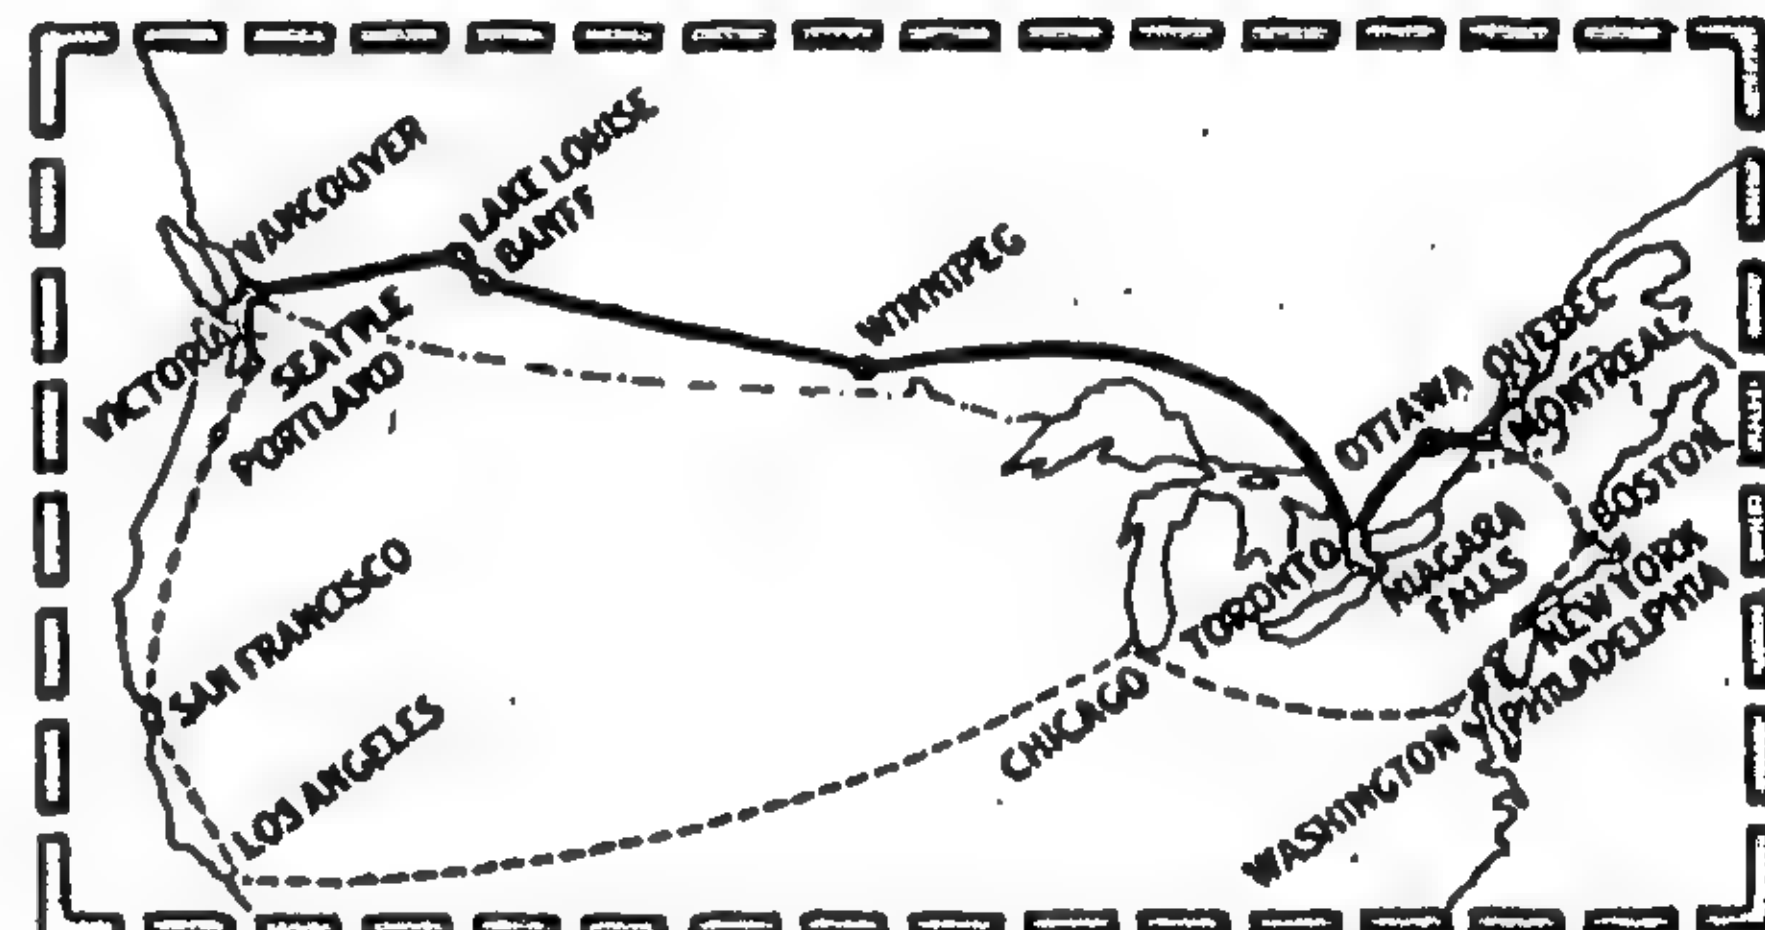 VANCOUVER
LAKE LOUISE
BANFF
WINNIPEG
VICTORIA
SEATTLE
PORTLAND
OTTAWA
QUEBEC
MONTREAL
BOSTON
SAN FRANCISCO
TORONTO
NIAGARA
FALLS
NEW YORK
PHILADELPHIA
LOS ANGELES
CHICAGO
WASHINGTON